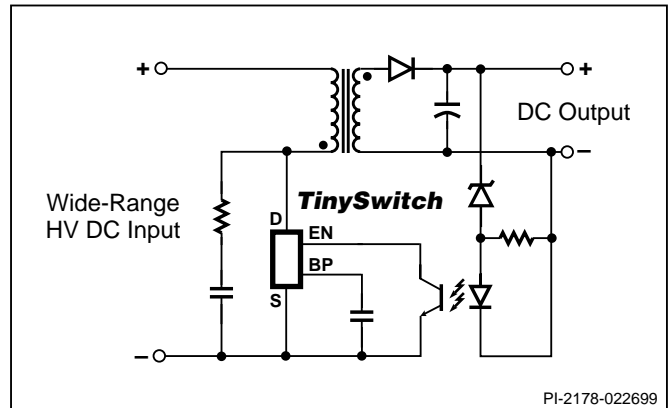 +
+
DC Output
−
Wide-Range
HV DC Input
TinySwitch
D
EN
BP
S
−
PI-2178-022699